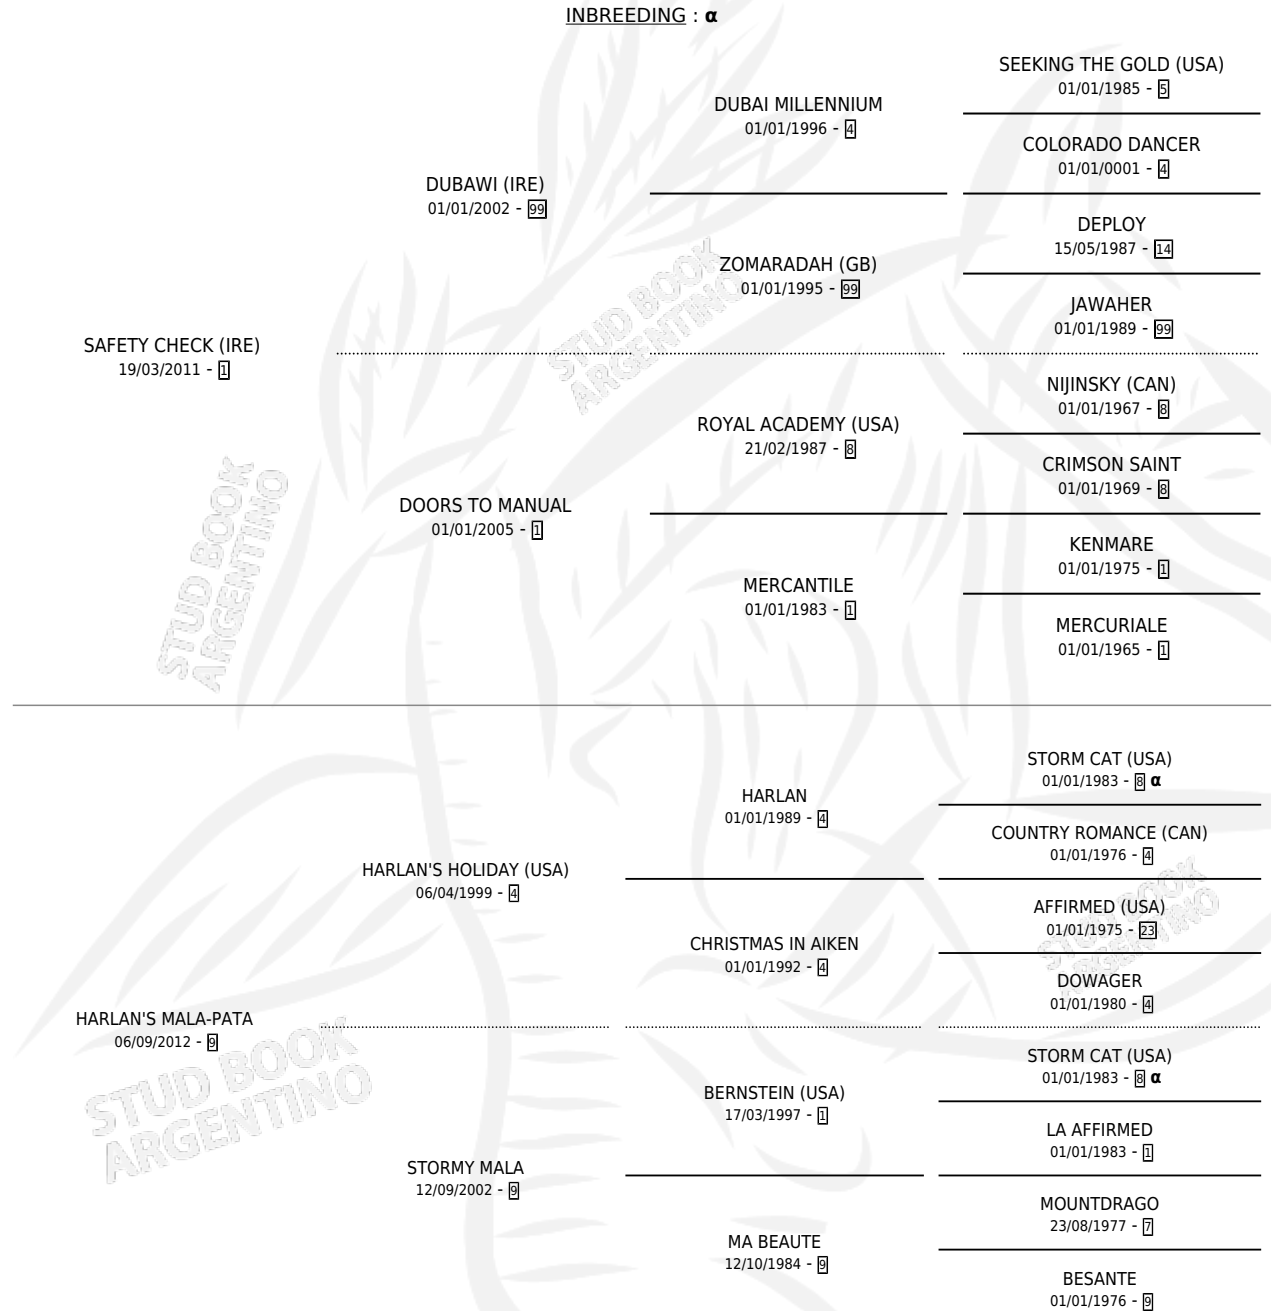 INBREEDING : α
SEEKING THE GOLD (USA)
01/01/1985 - 5
DUBAI MILLENNIUM
01/01/1996 - 4
COLORADO DANCER
01/01/0001 - 4
DUBAWI (IRE)
01/01/2002 - 99
DEPLOY
15/05/1987 - 14
ZOMARADAH (GB)
01/01/1995 - 99
JAWAHER
01/01/1989 - 99
SAFETY CHECK (IRE)
19/03/2011 - 1
NIJINSKY (CAN)
01/01/1967 - 8
ROYAL ACADEMY (USA)
21/02/1987 - 8
CRIMSON SAINT
01/01/1969 - 8
DOORS TO MANUAL
01/01/2005 - 1
KENMARE
01/01/1975 - 1
MERCANTILE
01/01/1983 - 1
MERCURIALE
01/01/1965 - 1
STORM CAT (USA)
01/01/1983 - 8 α
HARLAN
01/01/1989 - 4
COUNTRY ROMANCE (CAN)
01/01/1976 - 4
HARLAN'S HOLIDAY (USA)
06/04/1999 - 4
AFFIRMED (USA)
01/01/1975 - 23
CHRISTMAS IN AIKEN
01/01/1992 - 4
DOWAGER
01/01/1980 - 4
HARLAN'S MALA-PATA
06/09/2012 - 9
STORM CAT (USA)
01/01/1983 - 8 α
BERNSTEIN (USA)
17/03/1997 - 1
LA AFFIRMED
01/01/1983 - 1
STORMY MALA
12/09/2002 - 9
MOUNTDRAGO
23/08/1977 - 7
MA BEAUTE
12/10/1984 - 9
BESANTE
01/01/1976 - 9
STUD BOOK
ARGENTINO
STUD BOOK
ARGENTINO
STUD BOOK
ARGENTINO
STUD BOOK
ARGENTINO